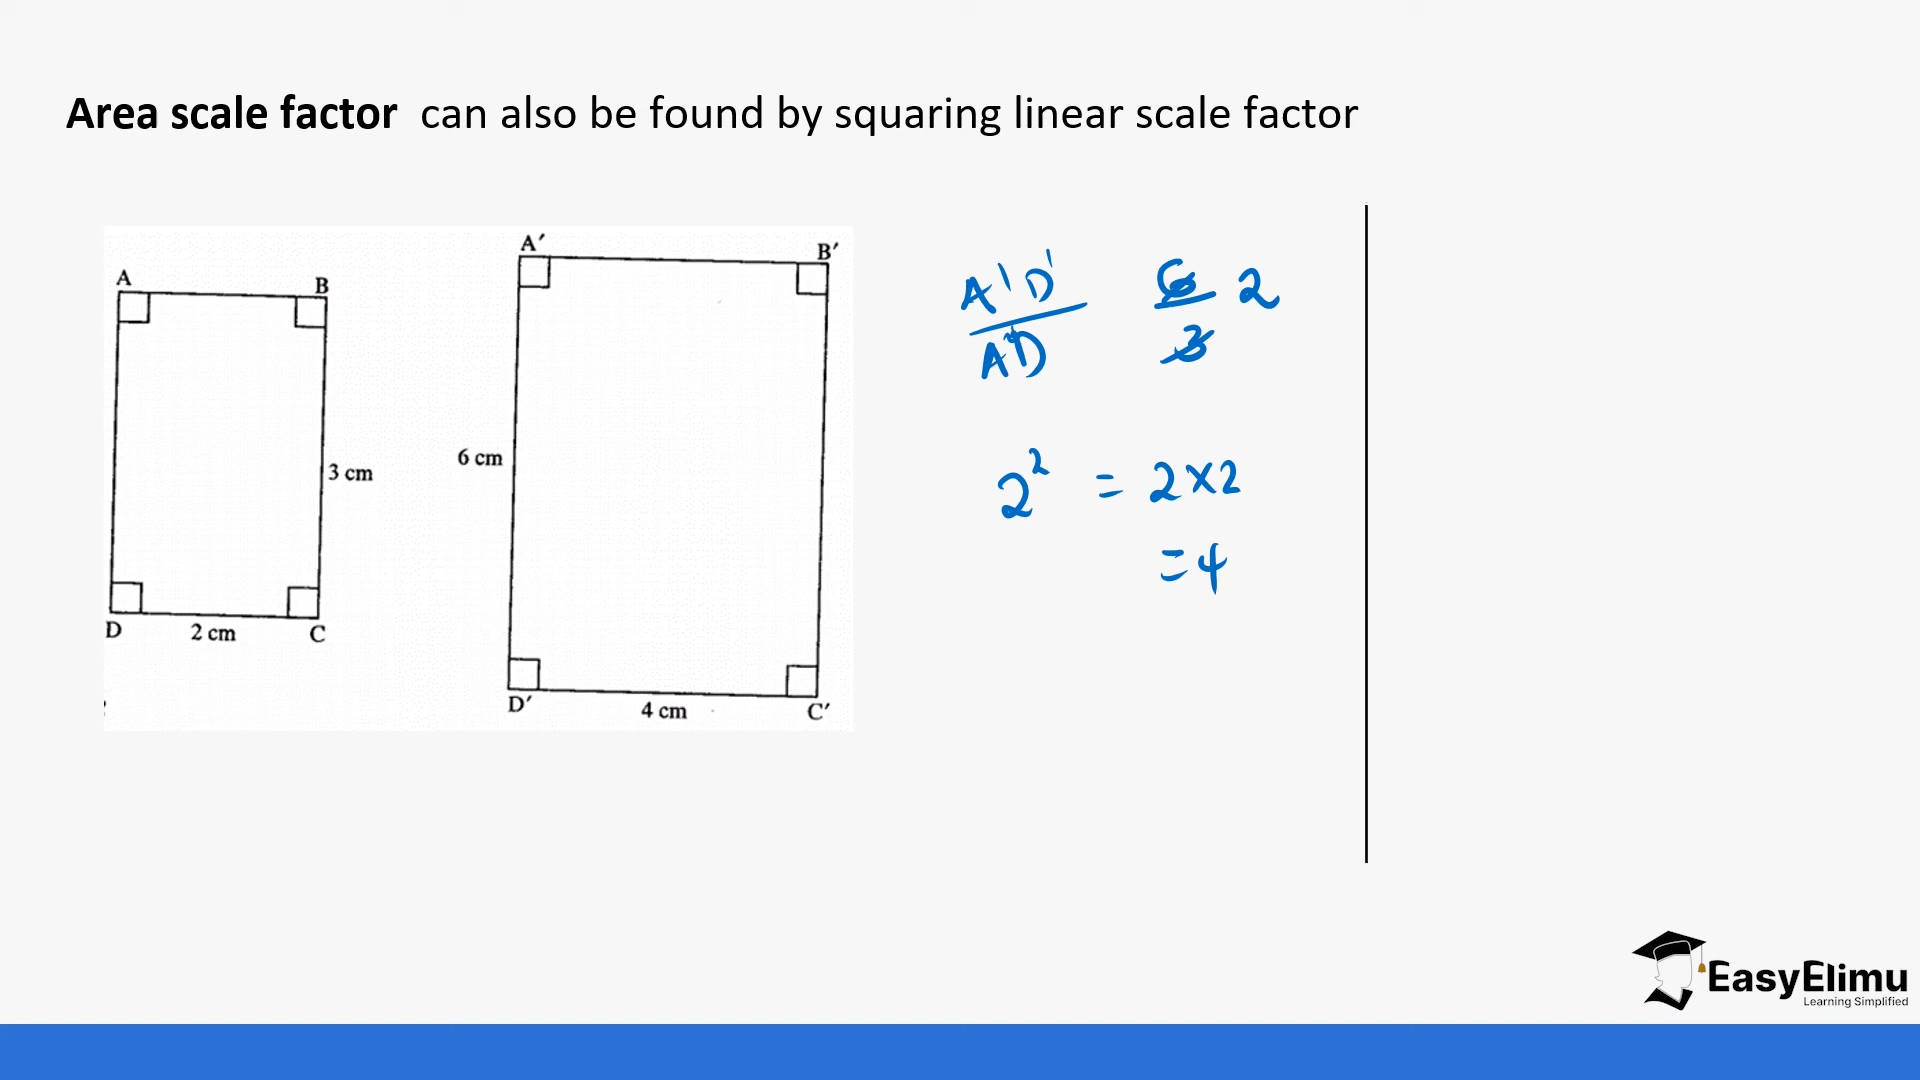 Area scale factor can also be found by squaring linear scale factor
A B
3 cm
D 2 cm C
A′ B′
6 cm
D′ 4 cm C′
A'D' 6 2
AD 3
2² = 2×2
=4
EasyElimu
Learning Simplified